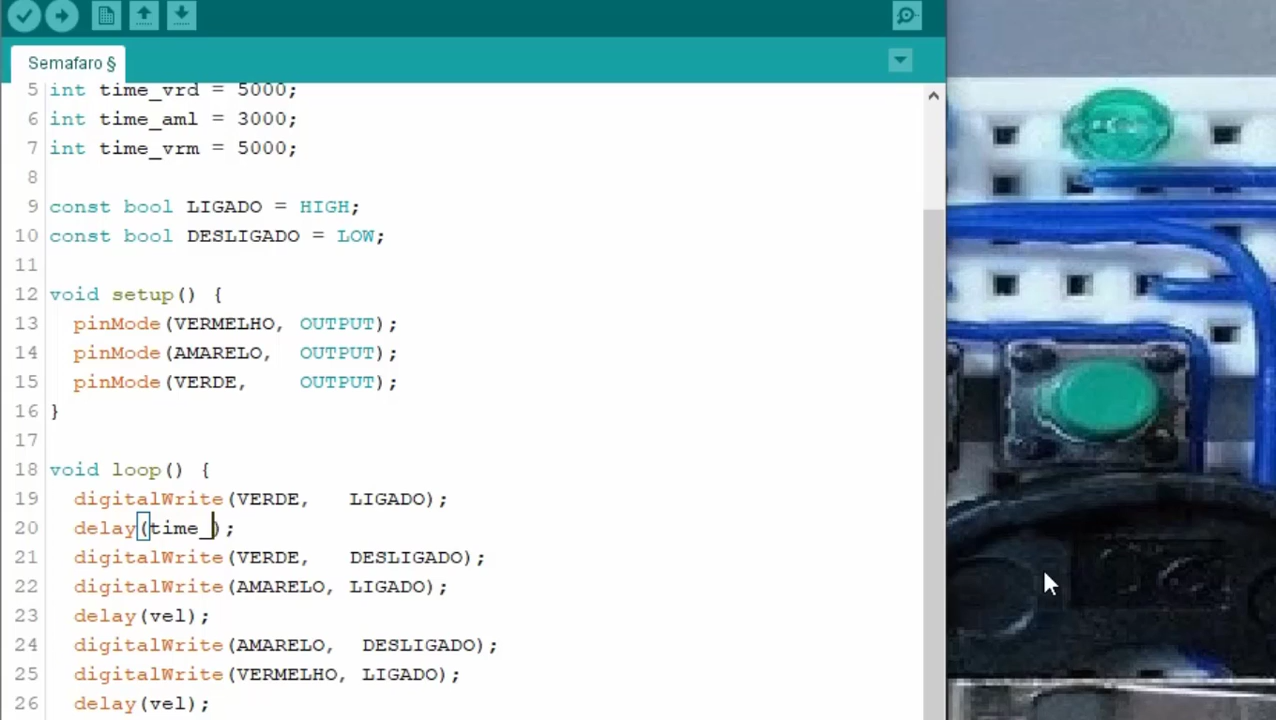 Semafaro §
5 int time_vrd = 5000;
6 int time_aml = 3000;
7 int time_vrm = 5000;
8
9 const bool LIGADO = HIGH;
10 const bool DESLIGADO = LOW;
11
12 void setup() {
13 pinMode(VERMELHO, OUTPUT);
14 pinMode(AMARELO, OUTPUT);
15 pinMode(VERDE, OUTPUT);
16 }
17
18 void loop() {
19 digitalWrite(VERDE, LIGADO);
20 delay(time_);
21 digitalWrite(VERDE, DESLIGADO);
22 digitalWrite(AMARELO, LIGADO);
23 delay(vel);
24 digitalWrite(AMARELO, DESLIGADO);
25 digitalWrite(VERMELHO, LIGADO);
26 delay(vel);